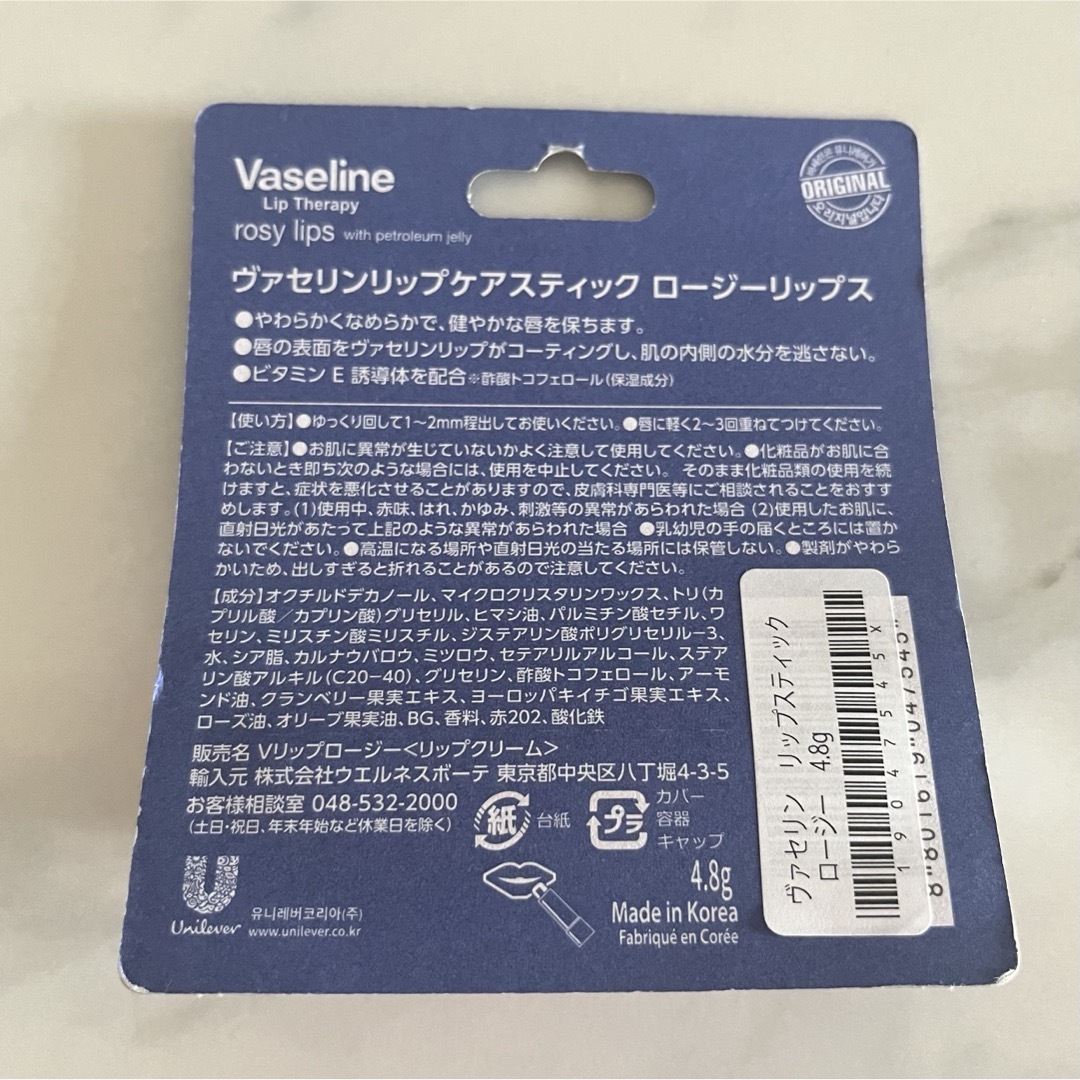 Vaseline
Lip Therapy
rosy lips with petroleum jelly
ORIGINAL
오리지널입니다
ヴァセリンリップケアスティック ロージーリップス
●やわらかくなめらかで、健やかな唇を保ちます。
●唇の表面をヴァセリンリップがコーティングし、肌の内側の水分を逃さない。
●ビタミン E 誘導体を配合※酢酸トコフェロール(保湿成分)
【使い方】●ゆっくり回して1～2mm程出してお使いください。●唇に軽く2～3回重ねてつけてください。
【ご注意】●お肌に異常が生じていないかよく注意して使用してください。●化粧品がお肌に合
わないとき即ち次のような場合には、使用を中止してください。 そのまま化粧品類の使用を続
けますと、症状を悪化させることがありますので、皮膚科専門医等にご相談されることをおすす
めします。(1)使用中、赤味、はれ、かゆみ、刺激等の異常があらわれた場合 (2)使用したお肌に、
直射日光があたって上記のような異常があらわれた場合 ●乳幼児の手の届くところには置か
ないでください。●高温になる場所や直射日光の当たる場所には保管しない。●製剤がやわら
かいため、出しすぎると折れることがあるので注意してください。
【成分】オクチルドデカノール、マイクロクリスタリンワックス、トリ(カ
プリル酸／カプリン酸)グリセリル、ヒマシ油、パルミチン酸セチル、ワ
セリン、ミリスチン酸ミリスチル、ジステアリン酸ポリグリセリル-3、
水、シア脂、カルナウバロウ、ミツロウ、セテアリルアルコール、ステア
リン酸アルキル(C20-40)、グリセリン、酢酸トコフェロール、アーモ
ンド油、クランベリー果実エキス、ヨーロッパキイチゴ果実エキス、
ローズ油、オリーブ果実油、BG、香料、赤202、酸化鉄
販売名 Vリップロージー<リップクリーム>
輸入元 株式会社ウエルネスボーテ 東京都中央区八丁堀4-3-5
お客様相談室 048-532-2000
(土日・祝日、年末年始など休業日を除く)
紙 台紙
プラ
カバー
容器
キャップ
Unilever
유니레버코리아(주)
www.unilever.co.kr
4.8g
Made in Korea
Fabriqué en Corée
ヴァセリン リップスティック
ロージー 4.8g
19047545X
8"801619"047545"